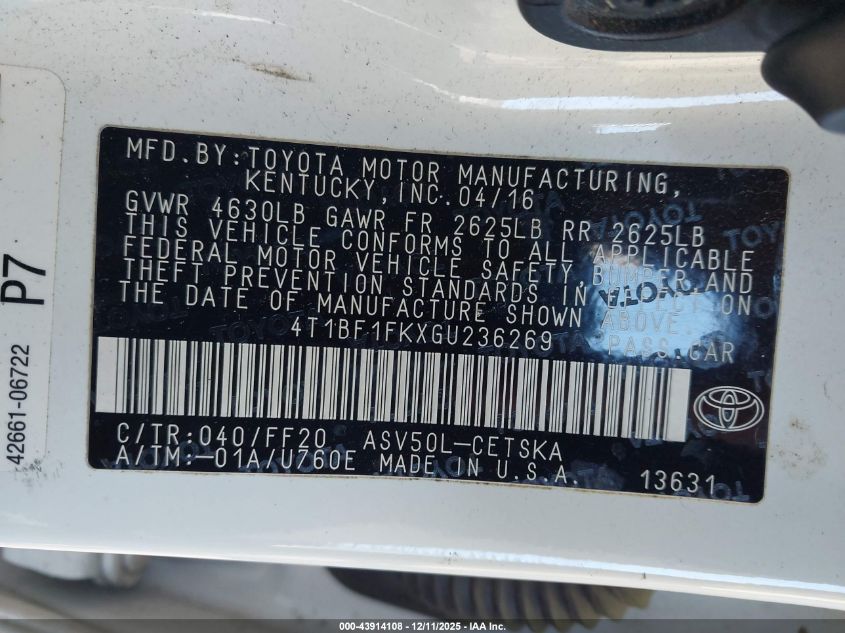 MFD.BY:TOYOTA MOTOR MANUFACTURING,
KENTUCKY,INC. 04/16
GVWR 4630LB GAWR FR 2625LB RR 2625LB
THIS VEHICLE CONFORMS TO ALL APPLICABLE
FEDERAL MOTOR VEHICLE SAFETY, BUMPER, AND
THEFT PREVENTION STANDARDS IN EFFECT ON
THE DATE OF MANUFACTURE SHOWN ABOVE.
4T1BF1FKXGU236269 PASS.CAR
C/TR:040/FF20 ASV50L-CETSKA
A/TM:-01A/U760E MADE IN U.S.A. 13631
TOYOTA
42661-06722 P7
000-43914108 - 12/11/2025 - IAA Inc.